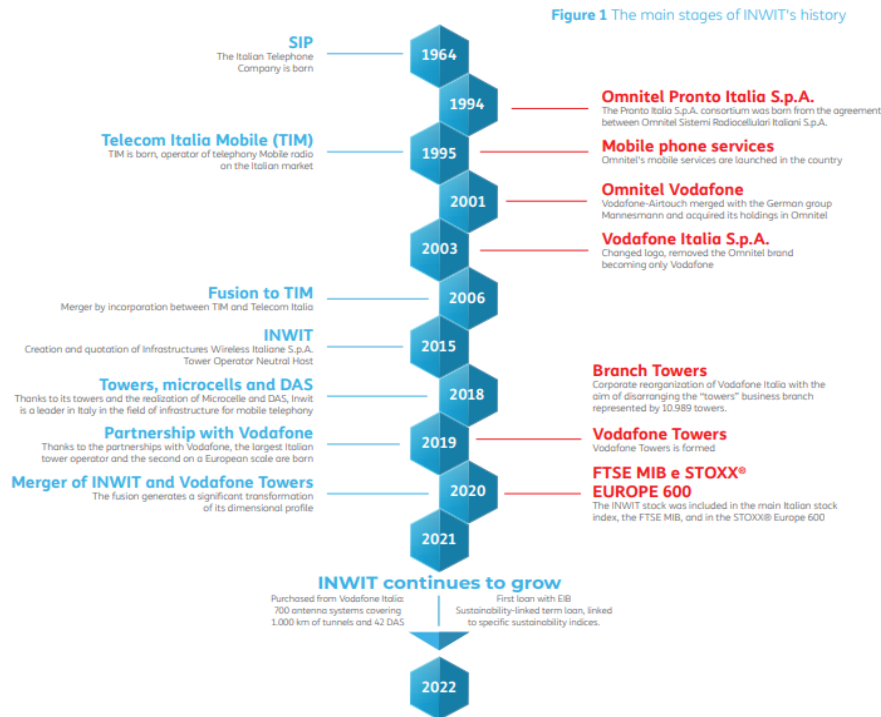 Figure 1 The main stages of INWIT's history
SIP
The Italian Telephone
Company is born
1964
1994
Omnitel Pronto Italia S.p.A.
The Pronto Italia S.p.A. consortium was born from the agreement
between Omnitel Sistemi Radiocellulari Italiani S.p.A.
Telecom Italia Mobile (TIM)
TIM is born, operator of telephony Mobile radio
on the Italian market
1995
Mobile phone services
Omnitel's mobile services are launched in the country
2001
Omnitel Vodafone
Vodafone-Airtouch merged with the German group
Mannesmann and acquired its holdings in Omnitel
2003
Vodafone Italia S.p.A.
Changed logo, removed the Omnitel brand
becoming only Vodafone
Fusion to TIM
Merger by incorporation between TIM and Telecom Italia
2006
INWIT
Creation and quotation of Infrastructures Wireless Italiane S.p.A.
Tower Operator Neutral Host
2015
Towers, microcells and DAS
Thanks to its towers and the realization of Microcelle and DAS, Inwit
is a leader in Italy in the field of infrastructure for mobile telephony
2018
Branch Towers
Corporate reorganization of Vodafone Italia with the
aim of disarranging the "towers" business branch
represented by 10.989 towers.
Partnership with Vodafone
Thanks to the partnerships with Vodafone, the largest Italian
tower operator and the second on a European scale are born
2019
Vodafone Towers
Vodafone Towers is formed
Merger of INWIT and Vodafone Towers
The fusion generates a significant transformation
of its dimensional profile
2020
FTSE MIB e STOXX®
EUROPE 600
The INWIT stock was included in the main Italian stock
index, the FTSE MIB, and in the STOXX® Europe 600
2021
INWIT continues to grow
Purchased from Vodafone Italia:
700 antenna systems covering
1.000 km of tunnels and 42 DAS
First loan with EIB
Sustainability-linked term loan, linked
to specific sustainability indices.
2022